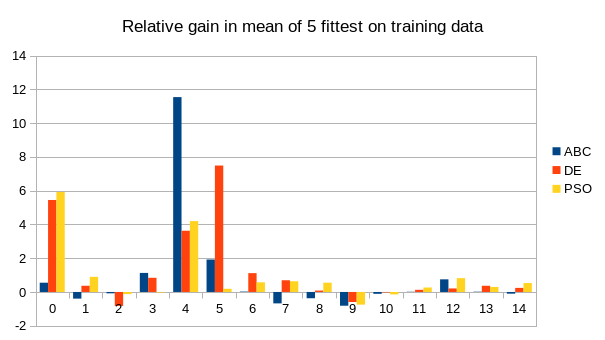 Relative gain in mean of 5 fittest on training data
14
12
10
8
6
4
2
0
-2
0 1 2 3 4 5 6 7 8 9 10 11 12 13 14
ABC
DE
PSO